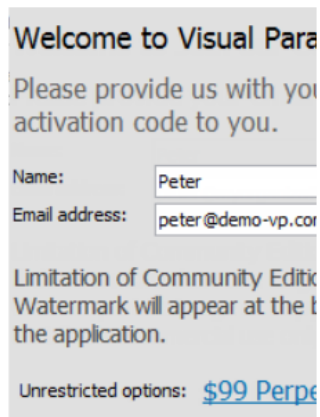 Welcome to Visual Para
Please provide us with you
activation code to you.
Name: Peter
Email address: peter@demo-vp.com
Limitation of Community Editio
Watermark will appear at the b
the application.
Unrestricted options: $99 Perpe